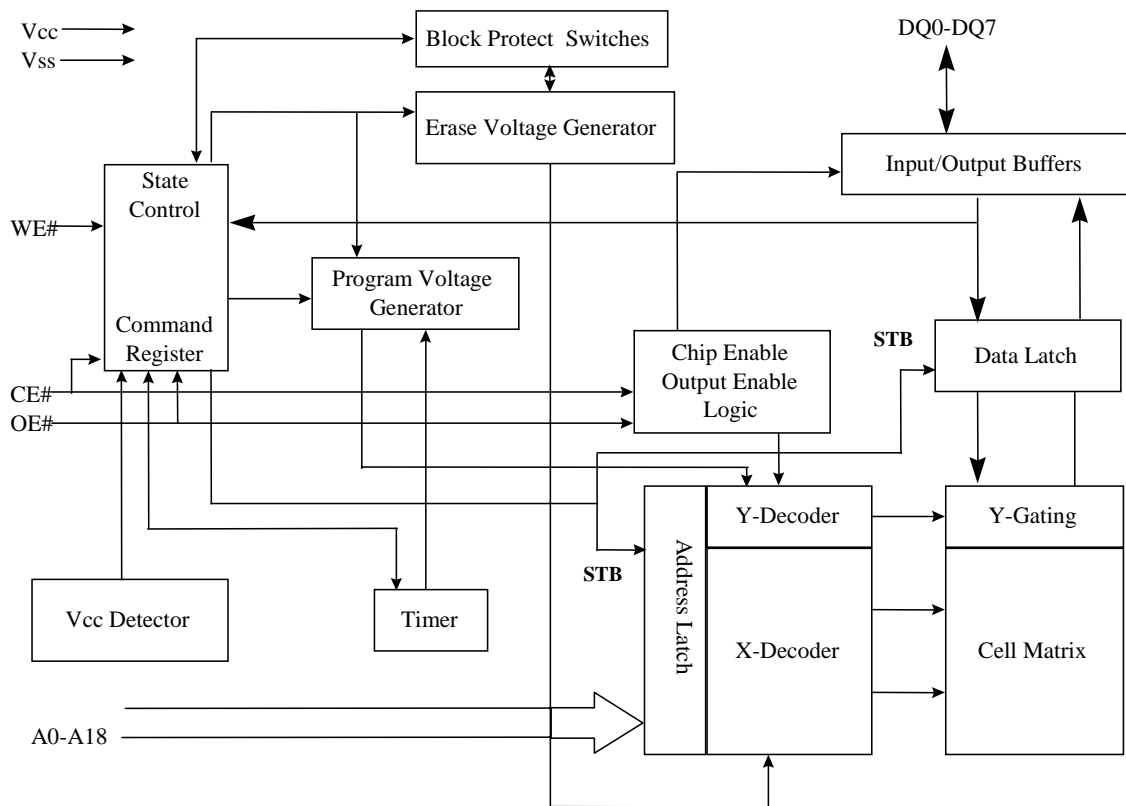 Vcc
Vss
Block Protect Switches
DQ0-DQ7
Erase Voltage Generator
Input/Output Buffers
State
Control
WE#
Program Voltage
Generator
Command
Register
STB
Data Latch
Chip Enable
Output Enable
Logic
CE#
OE#
Y-Decoder
Y-Gating
STB
Address Latch
Vcc Detector
Timer
X-Decoder
Cell Matrix
A0-A18